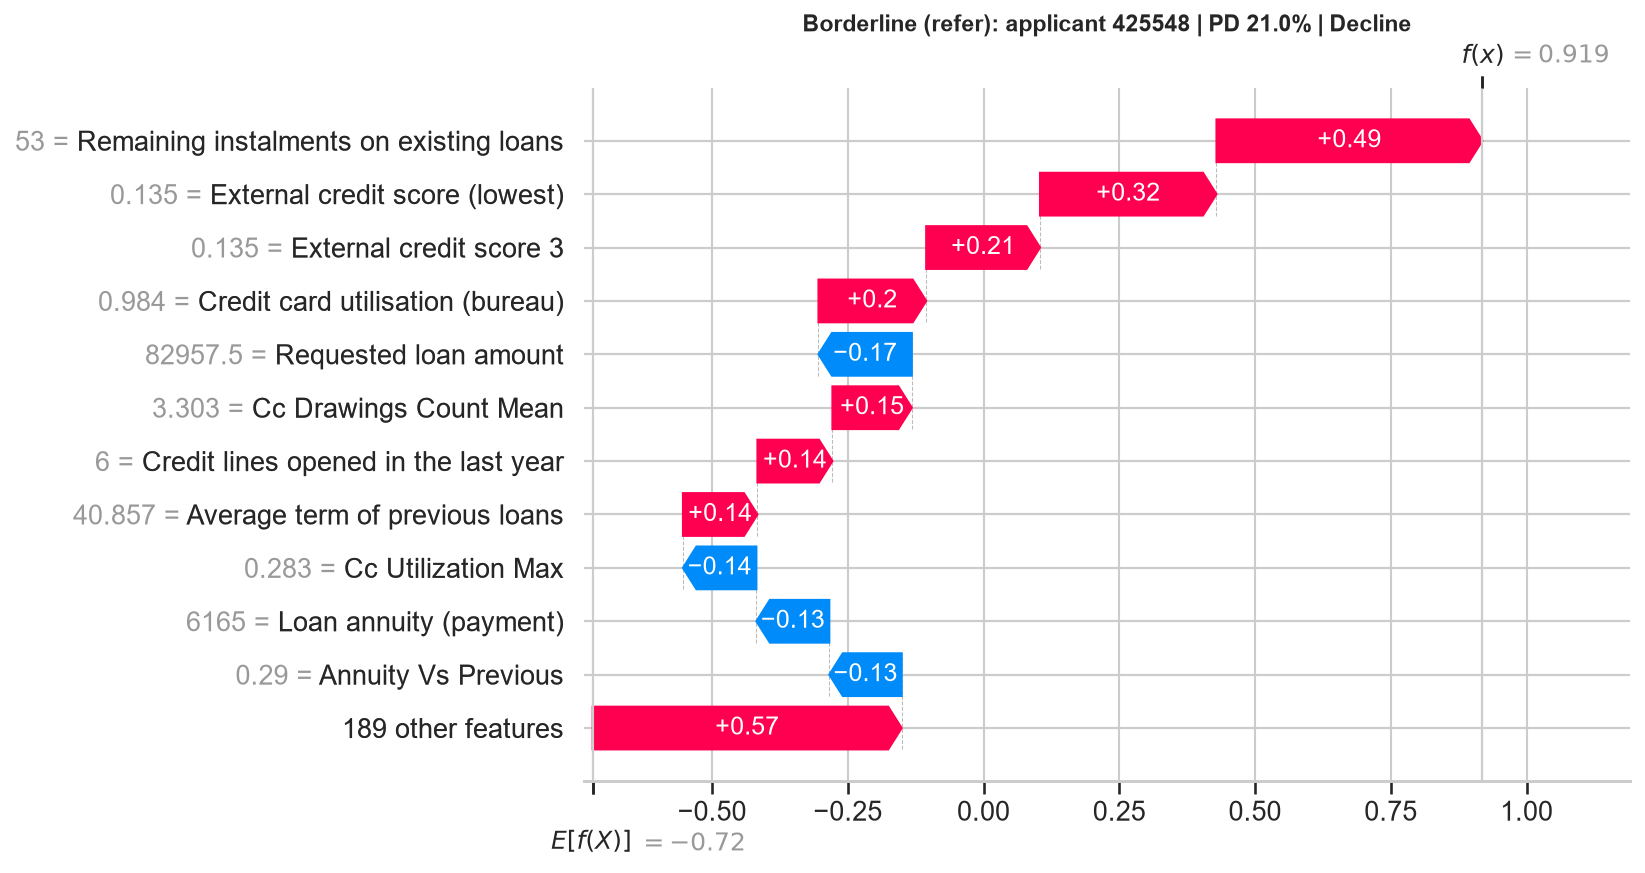 Borderline (refer): applicant 425548 | PD 21.0% | Decline
f(x) = 0.919
53 = Remaining instalments on existing loans +0.49
0.135 = External credit score (lowest) +0.32
0.135 = External credit score 3 +0.21
0.984 = Credit card utilisation (bureau) +0.2
82957.5 = Requested loan amount −0.17
3.303 = Cc Drawings Count Mean +0.15
6 = Credit lines opened in the last year +0.14
40.857 = Average term of previous loans +0.14
0.283 = Cc Utilization Max −0.14
6165 = Loan annuity (payment) −0.13
0.29 = Annuity Vs Previous −0.13
189 other features +0.57
−0.50 −0.25 0.00 0.25 0.50 0.75 1.00
E[f(X)] = −0.72